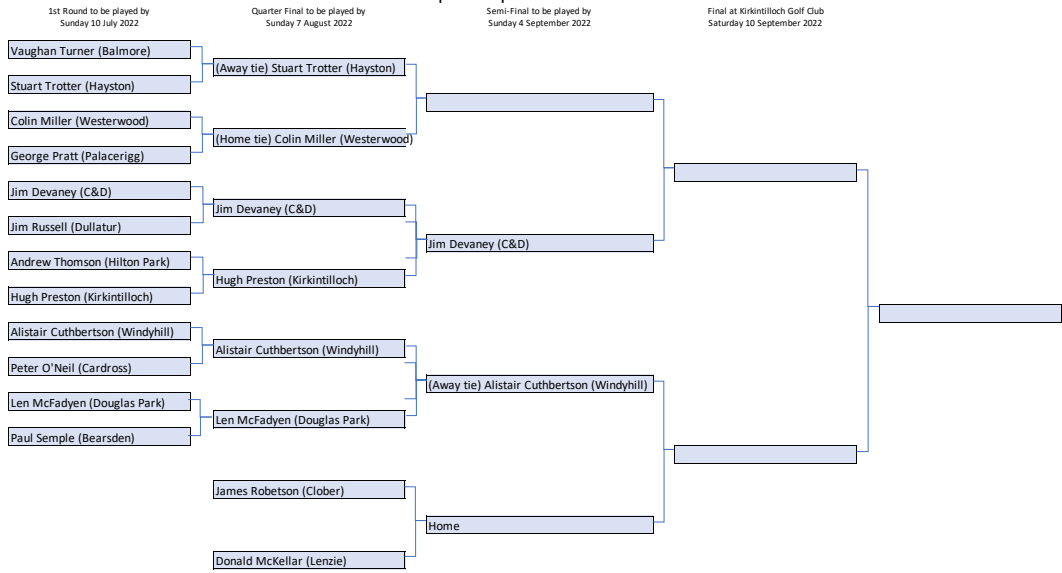 1st Round to be played by
Sunday 10 July 2022
Quarter Final to be played by
Sunday 7 August 2022
Semi-Final to be played by
Sunday 4 September 2022
Final at Kirkintilloch Golf Club
Saturday 10 September 2022
Vaughan Turner (Balmore)
Stuart Trotter (Hayston)
Colin Miller (Westerwood)
George Pratt (Palacerigg)
Jim Devaney (C&D)
Jim Russell (Dullatur)
Andrew Thomson (Hilton Park)
Hugh Preston (Kirkintilloch)
Alistair Cuthbertson (Windyhill)
Peter O'Neil (Cardross)
Len McFadyen (Douglas Park)
Paul Semple (Bearsden)
(Away tie) Stuart Trotter (Hayston)
(Home tie) Colin Miller (Westerwood)
Jim Devaney (C&D)
Hugh Preston (Kirkintilloch)
Alistair Cuthbertson (Windyhill)
Len McFadyen (Douglas Park)
James Robetson (Clober)
Donald McKellar (Lenzie)
Jim Devaney (C&D)
(Away tie) Alistair Cuthbertson (Windyhill)
Home